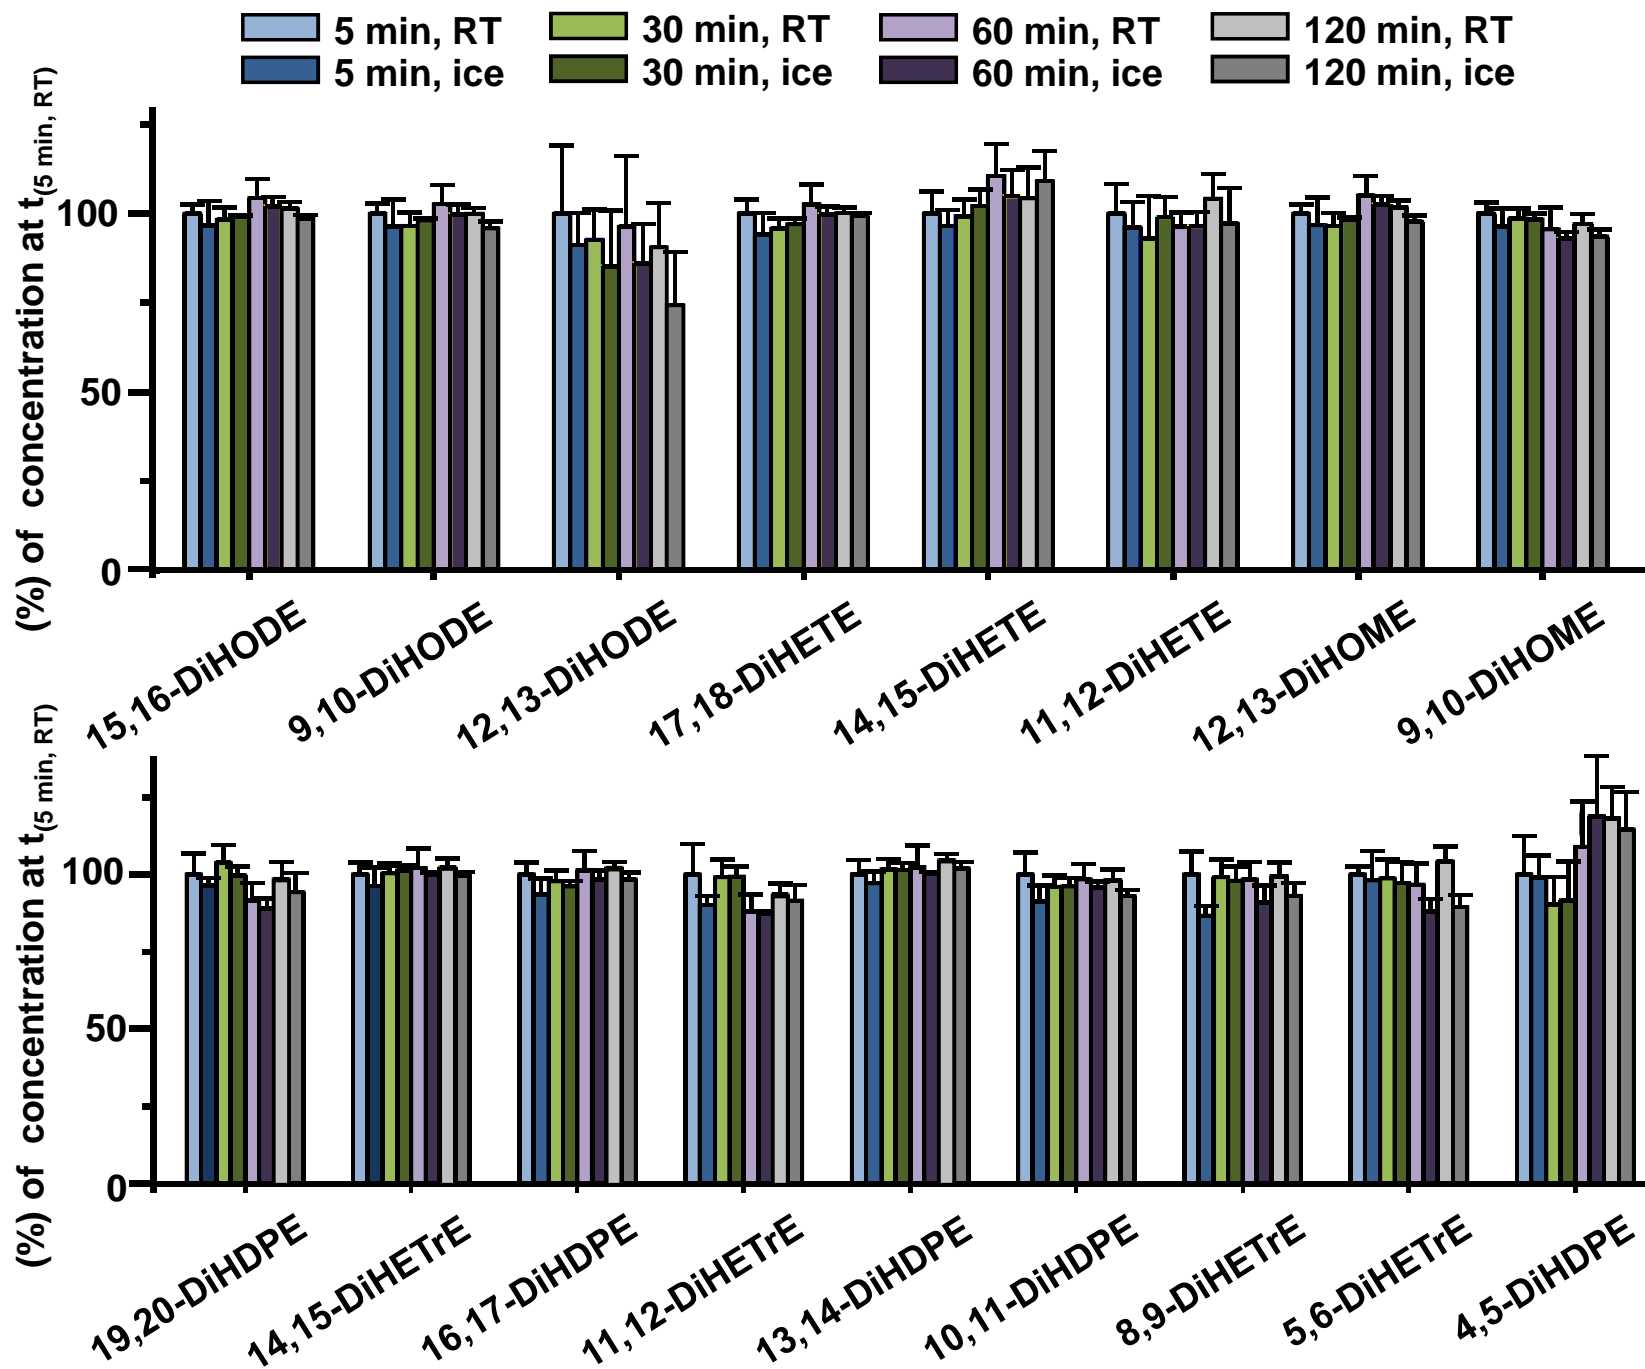 5 min, RT 30 min, RT 60 min, RT 120 min, RT
5 min, ice 30 min, ice 60 min, ice 120 min, ice
(%) of concentration at t(5 min, RT)
100
50
0
15,16-DiHODE 9,10-DiHODE 12,13-DiHODE 17,18-DiHETE 14,15-DiHETE 11,12-DiHETE 12,13-DiHOME 9,10-DiHOME
(%) of concentration at t(5 min, RT)
100
50
0
19,20-DiHDPE 14,15-DiHETrE 16,17-DiHDPE 11,12-DiHETrE 13,14-DiHDPE 10,11-DiHDPE 8,9-DiHETrE 5,6-DiHETrE 4,5-DiHDPE